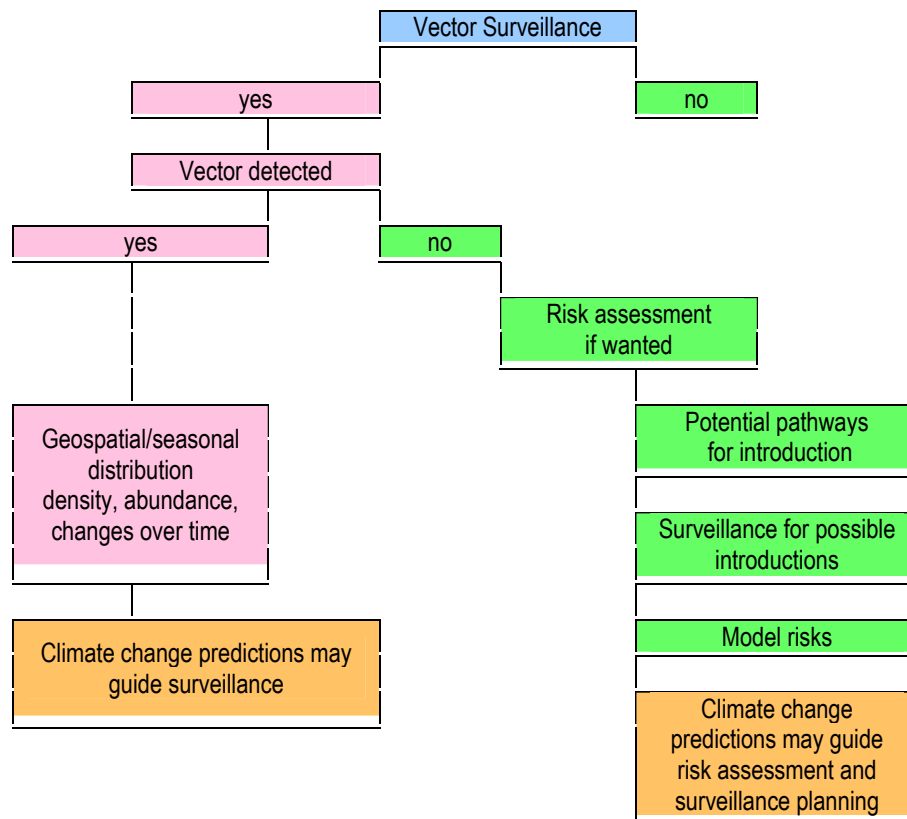 Vector Surveillance
yes
no
Vector detected
yes
no
Risk assessment
if wanted
Geospatial/seasonal
distribution
density, abundance,
changes over time
Potential pathways
for introduction
Surveillance for possible
introductions
Climate change predictions may
guide surveillance
Model risks
Climate change
predictions may guide
risk assessment and
surveillance planning